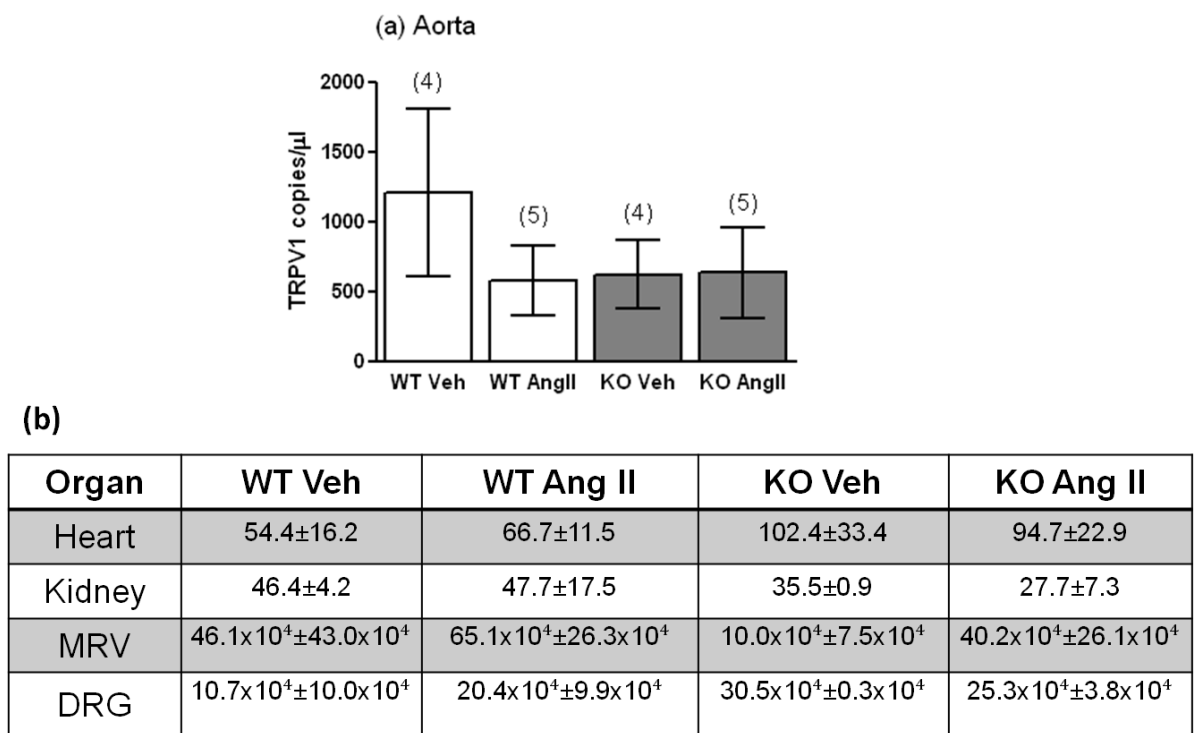 (a) Aorta
TRPV1 copies/µl
2000
1500
1000
500
0
(4)
(5)
(4)
(5)
WT Veh WT AngII KO Veh KO AngII
(b)
Organ WT Veh WT Ang II KO Veh KO Ang II
Heart 54.4±16.2 66.7±11.5 102.4±33.4 94.7±22.9
Kidney 46.4±4.2 47.7±17.5 35.5±0.9 27.7±7.3
MRV 46.1x10⁴±43.0x10⁴ 65.1x10⁴±26.3x10⁴ 10.0x10⁴±7.5x10⁴ 40.2x10⁴±26.1x10⁴
DRG 10.7x10⁴±10.0x10⁴ 20.4x10⁴±9.9x10⁴ 30.5x10⁴±0.3x10⁴ 25.3x10⁴±3.8x10⁴